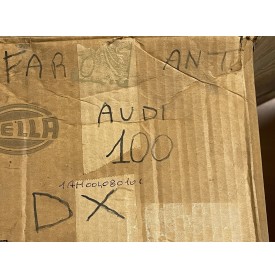 FARO ANT
AUDI
HELLA
100
DX